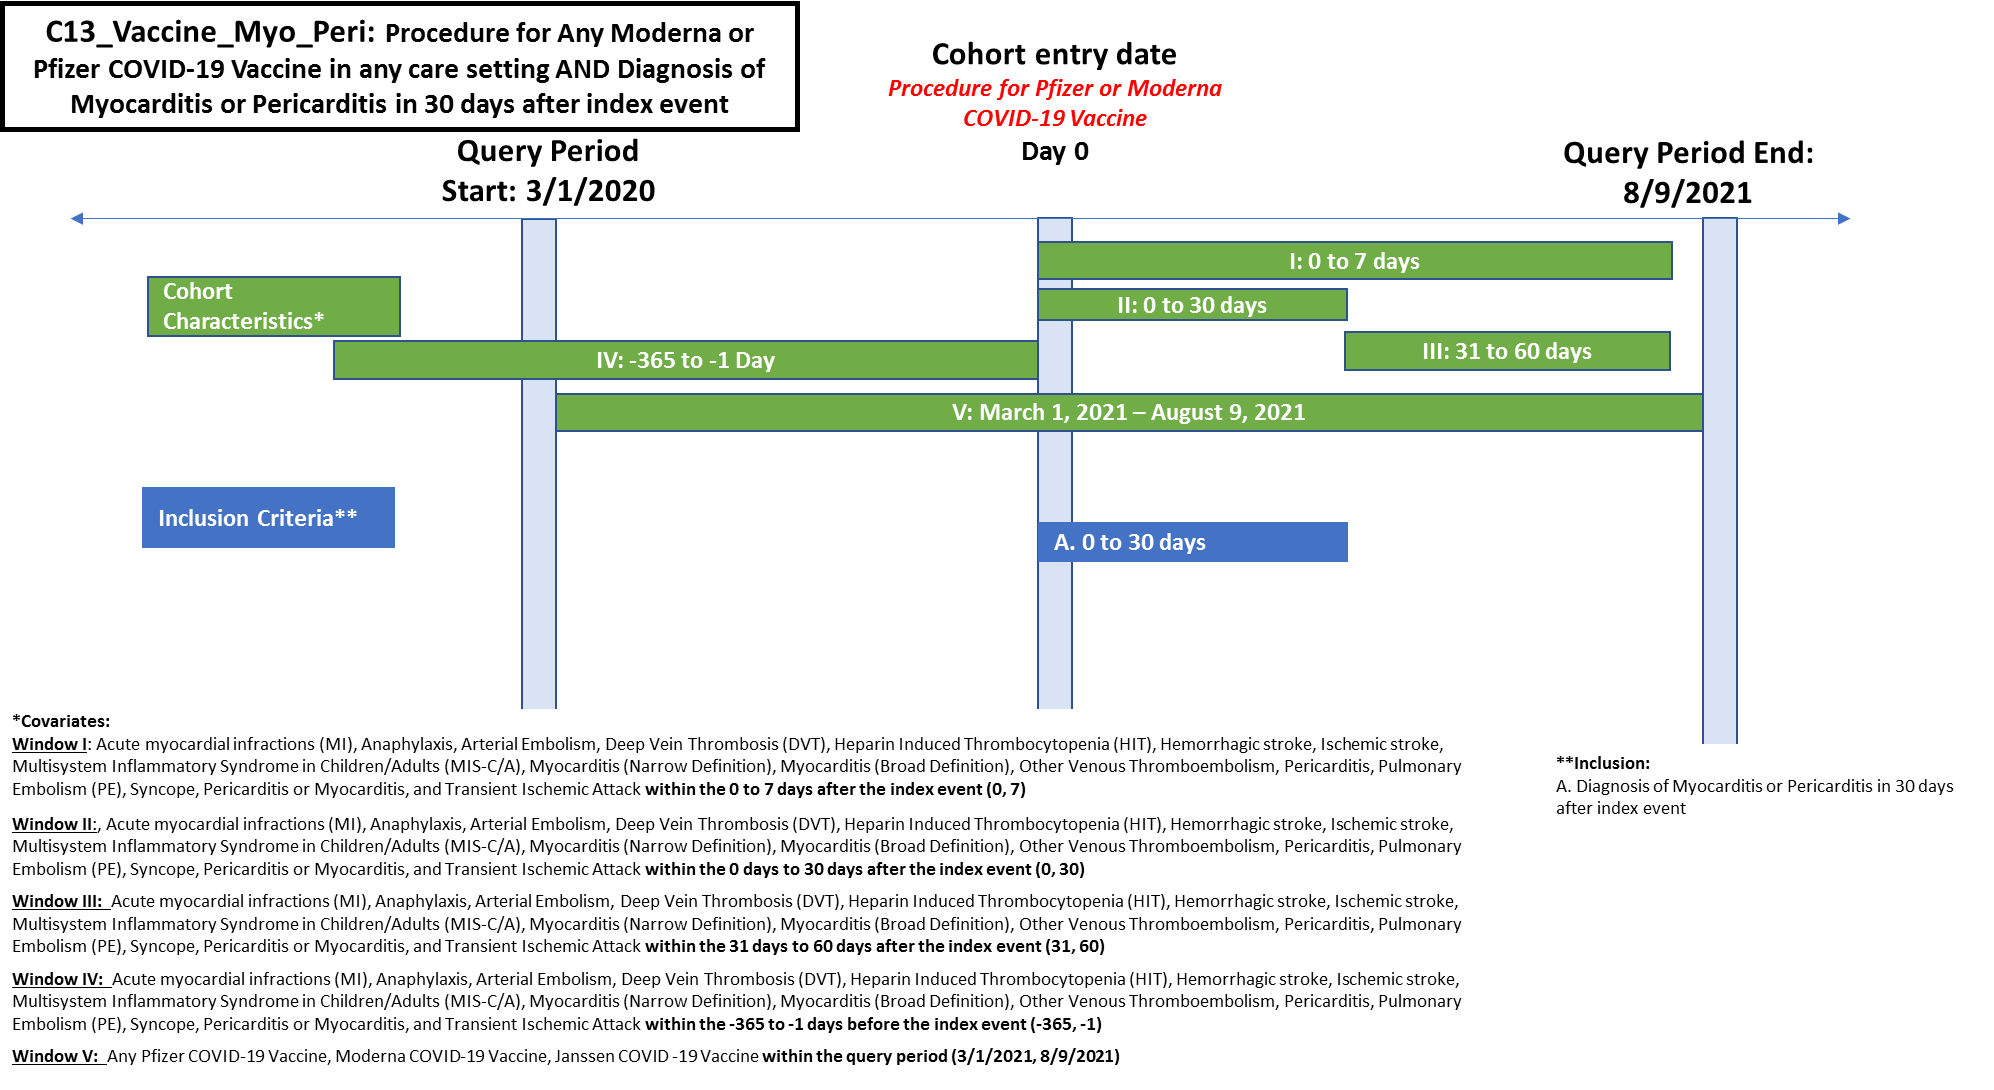 C13_Vaccine_Myo_Peri: Procedure for Any Moderna or
Pfizer COVID-19 Vaccine in any care setting AND Diagnosis of
Myocarditis or Pericarditis in 30 days after index event
Cohort entry date
Procedure for Pfizer or Moderna
COVID-19 Vaccine
Day 0
Query Period
Start: 3/1/2020
Query Period End:
8/9/2021
I: 0 to 7 days
Cohort
Characteristics*
II: 0 to 30 days
III: 31 to 60 days
IV: -365 to -1 Day
V: March 1, 2021 – August 9, 2021
Inclusion Criteria**
A. 0 to 30 days
*Covariates:
Window I: Acute myocardial infractions (MI), Anaphylaxis, Arterial Embolism, Deep Vein Thrombosis (DVT), Heparin Induced Thrombocytopenia (HIT), Hemorrhagic stroke, Ischemic stroke,
Multisystem Inflammatory Syndrome in Children/Adults (MIS-C/A), Myocarditis (Narrow Definition), Myocarditis (Broad Definition), Other Venous Thromboembolism, Pericarditis, Pulmonary
Embolism (PE), Syncope, Pericarditis or Myocarditis, and Transient Ischemic Attack within the 0 to 7 days after the index event (0, 7)
Window II:, Acute myocardial infractions (MI), Anaphylaxis, Arterial Embolism, Deep Vein Thrombosis (DVT), Heparin Induced Thrombocytopenia (HIT), Hemorrhagic stroke, Ischemic stroke,
Multisystem Inflammatory Syndrome in Children/Adults (MIS-C/A), Myocarditis (Narrow Definition), Myocarditis (Broad Definition), Other Venous Thromboembolism, Pericarditis, Pulmonary
Embolism (PE), Syncope, Pericarditis or Myocarditis, and Transient Ischemic Attack within the 0 days to 30 days after the index event (0, 30)
Window III: Acute myocardial infractions (MI), Anaphylaxis, Arterial Embolism, Deep Vein Thrombosis (DVT), Heparin Induced Thrombocytopenia (HIT), Hemorrhagic stroke, Ischemic stroke,
Multisystem Inflammatory Syndrome in Children/Adults (MIS-C/A), Myocarditis (Narrow Definition), Myocarditis (Broad Definition), Other Venous Thromboembolism, Pericarditis, Pulmonary
Embolism (PE), Syncope, Pericarditis or Myocarditis, and Transient Ischemic Attack within the 31 days to 60 days after the index event (31, 60)
Window IV: Acute myocardial infractions (MI), Anaphylaxis, Arterial Embolism, Deep Vein Thrombosis (DVT), Heparin Induced Thrombocytopenia (HIT), Hemorrhagic stroke, Ischemic stroke,
Multisystem Inflammatory Syndrome in Children/Adults (MIS-C/A), Myocarditis (Narrow Definition), Myocarditis (Broad Definition), Other Venous Thromboembolism, Pericarditis, Pulmonary
Embolism (PE), Syncope, Pericarditis or Myocarditis, and Transient Ischemic Attack within the -365 to -1 days before the index event (-365, -1)
Window V: Any Pfizer COVID-19 Vaccine, Moderna COVID-19 Vaccine, Janssen COVID -19 Vaccine within the query period (3/1/2021, 8/9/2021)
**Inclusion:
A. Diagnosis of Myocarditis or Pericarditis in 30 days
after index event